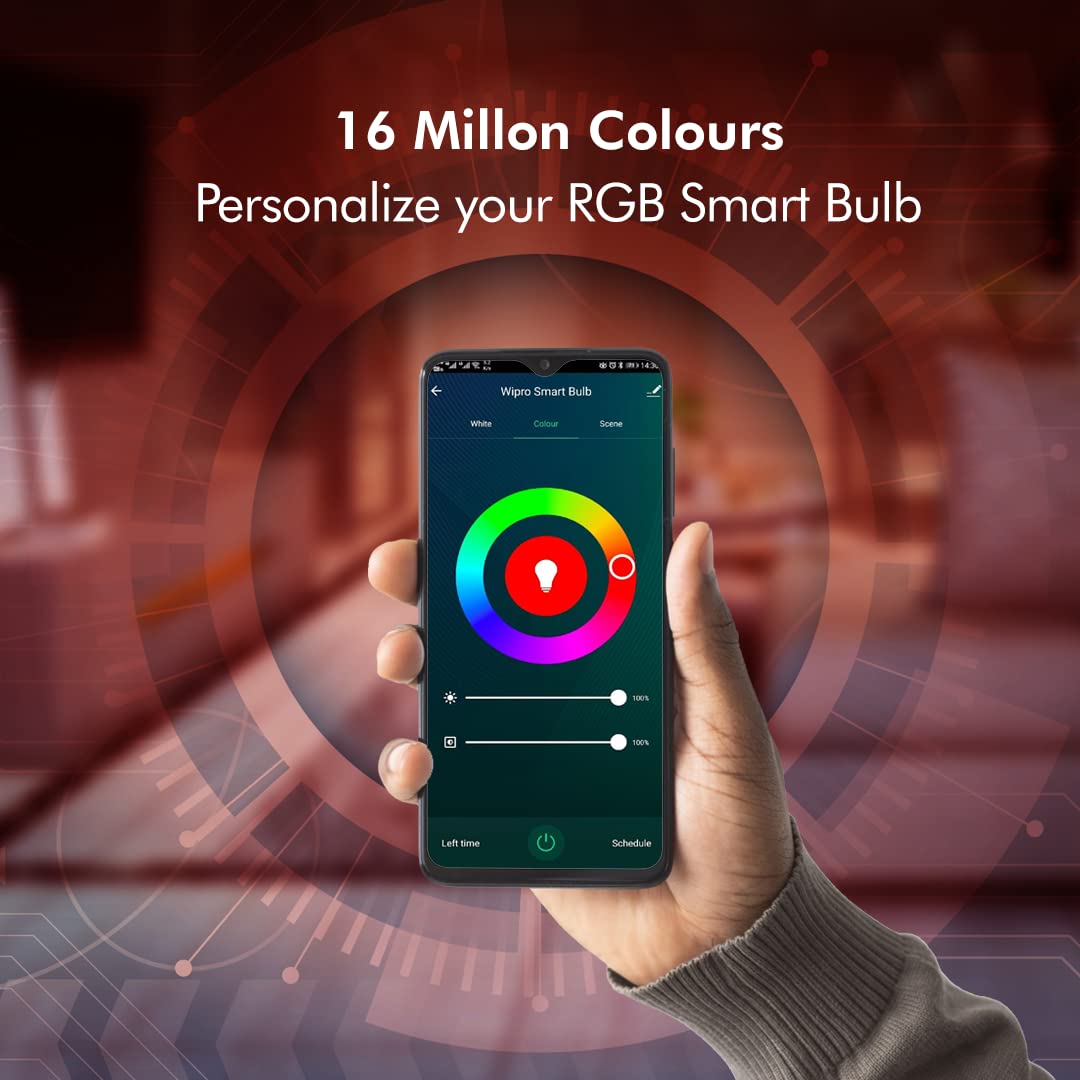 16 Millon Colours
Personalize your RGB Smart Bulb
Wipro Smart Bulb
White Colour Scene
100%
100%
Left time Schedule